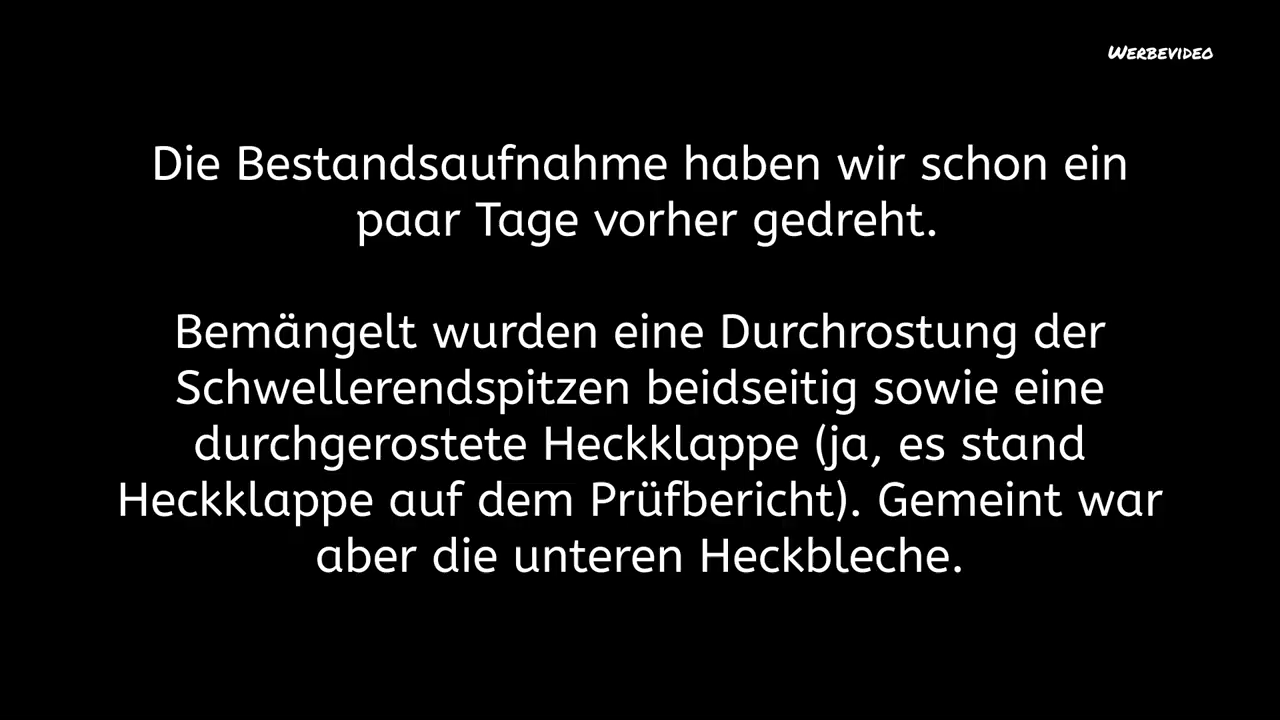 Werbevideo
Die Bestandsaufnahme haben wir schon ein
paar Tage vorher gedreht.
Bemängelt wurden eine Durchrostung der
Schwellerendspitzen beidseitig sowie eine
durchgerostete Heckklappe (ja, es stand
Heckklappe auf dem Prüfbericht). Gemeint war
aber die unteren Heckbleche.